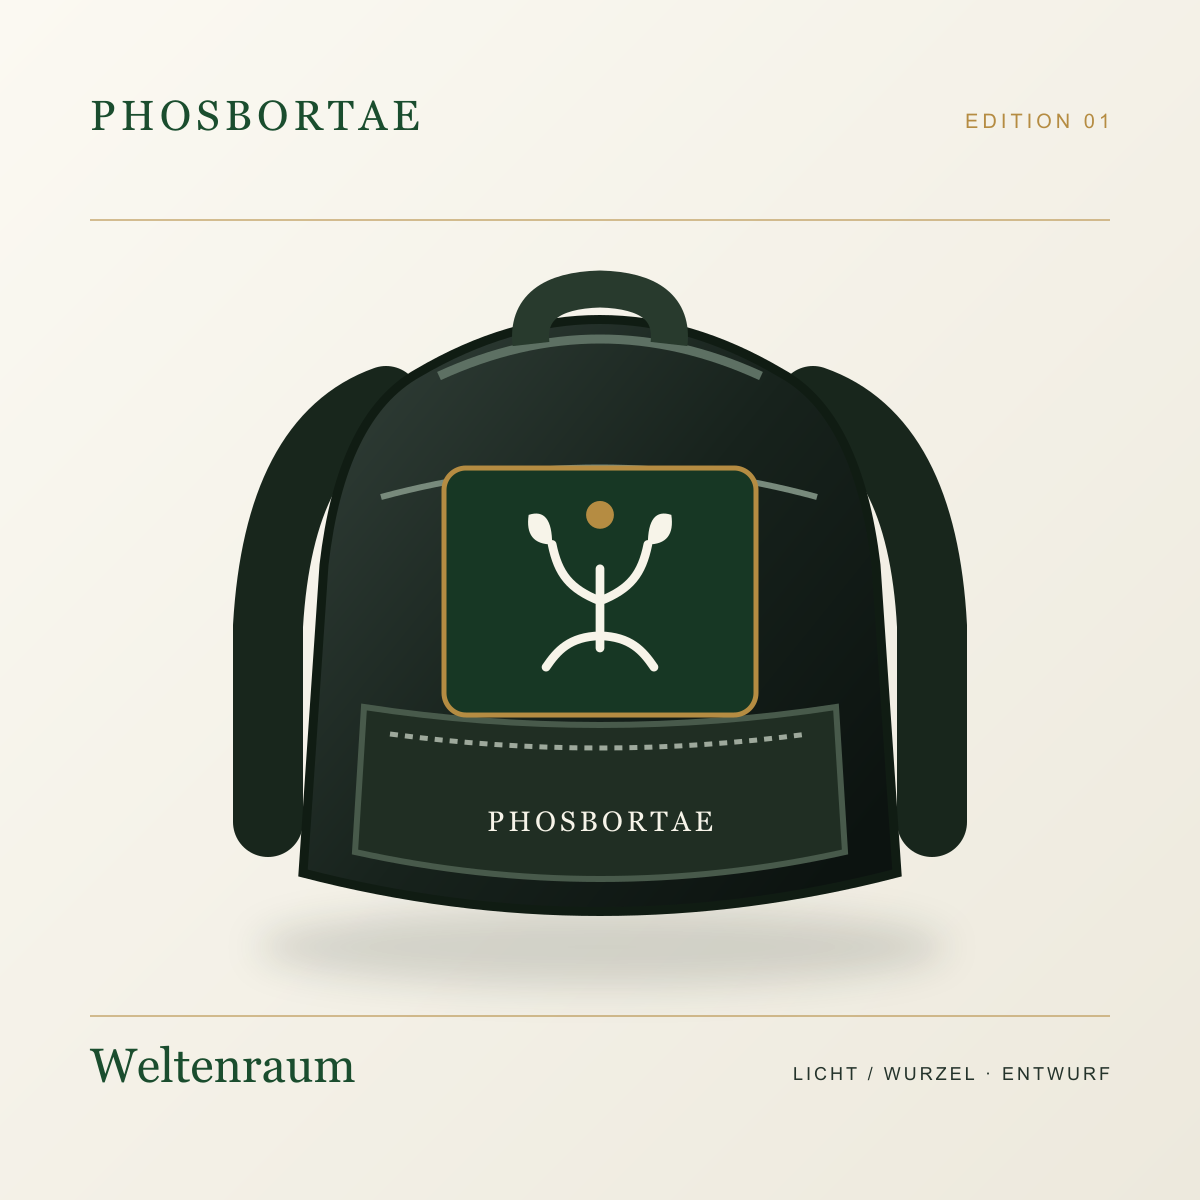 PHOSBORTAE
EDITION 01
PHOSBORTAE
Weltenraum
LICHT / WURZEL · ENTWURF